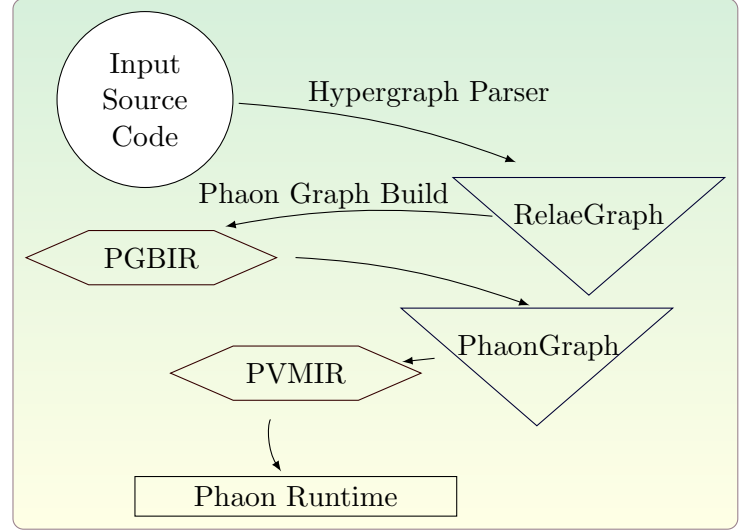 Input
Source
Code
Hypergraph Parser
Phaon Graph Build
RelaeGraph
PGBIR
PhaonGraph
PVMIR
Phaon Runtime